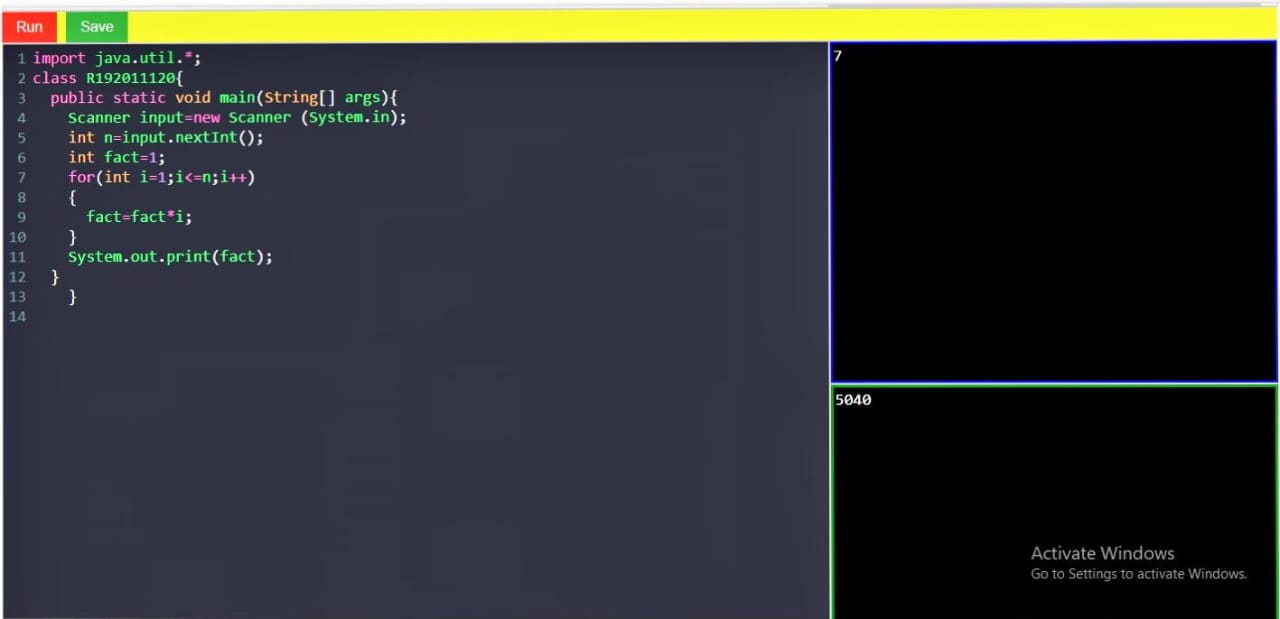 Run Save
1 import java.util.*;
2 class R192011120{
3 public static void main(String[] args){
4 Scanner input=new Scanner (System.in);
5 int n=input.nextInt();
6 int fact=1;
7 for(int i=1;i<=n;i++)
8 {
9 fact=fact*i;
10 }
11 System.out.print(fact);
12 }
13 }
14
7
5040
Activate Windows
Go to Settings to activate Windows.